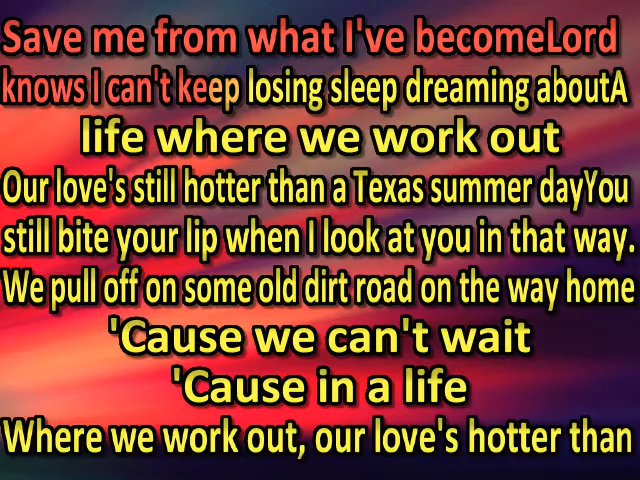 Save me from what I've becomeLord
knows I can't keep losing sleep dreaming aboutA
life where we work out
Our love's still hotter than a Texas summer dayYou
still bite your lip when I look at you in that way.
We pull off on some old dirt road on the way home
'Cause we can't wait
'Cause in a life
Where we work out, our love's hotter than